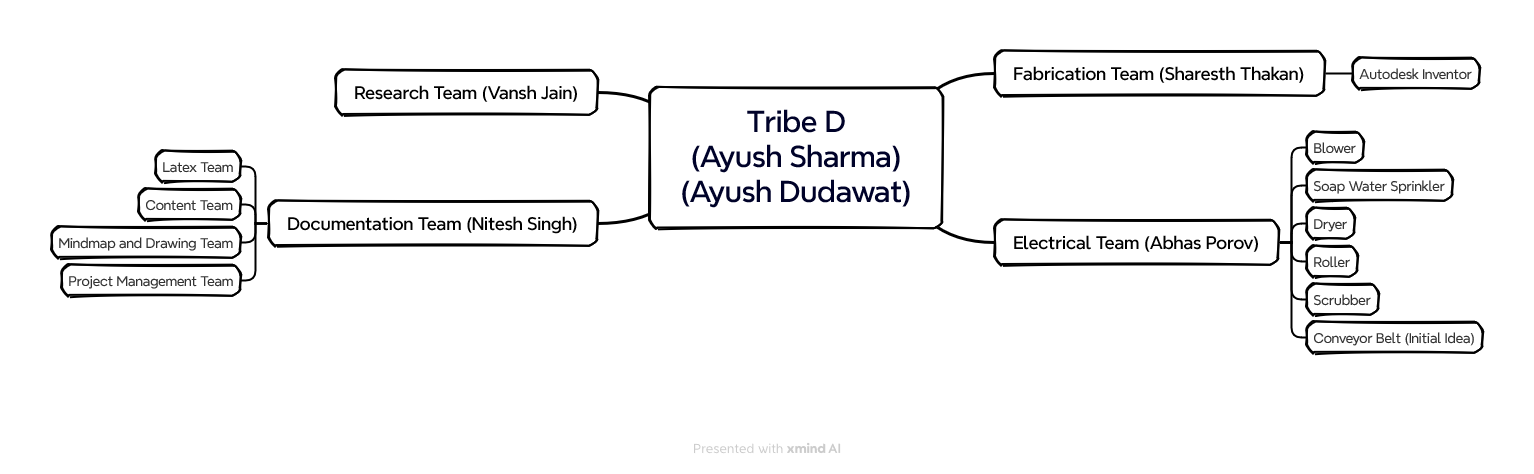 Tribe D
(Ayush Sharma)
(Ayush Dudawat)
Research Team (Vansh Jain)
Documentation Team (Nitesh Singh)
Latex Team
Content Team
Mindmap and Drawing Team
Project Management Team
Fabrication Team (Sharesth Thakan)
Autodesk Inventor
Electrical Team (Abhas Porov)
Blower
Soap Water Sprinkler
Dryer
Roller
Scrubber
Conveyor Belt (Initial Idea)
Presented with xmind AI